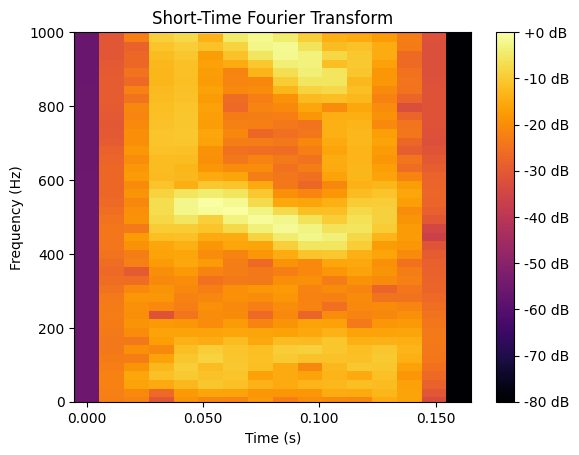 Short-Time Fourier Transform
1000
800
600
400
200
0
Frequency (Hz)
0.000
0.050
0.100
0.150
Time (s)
+0 dB
-10 dB
-20 dB
-30 dB
-40 dB
-50 dB
-60 dB
-70 dB
-80 dB